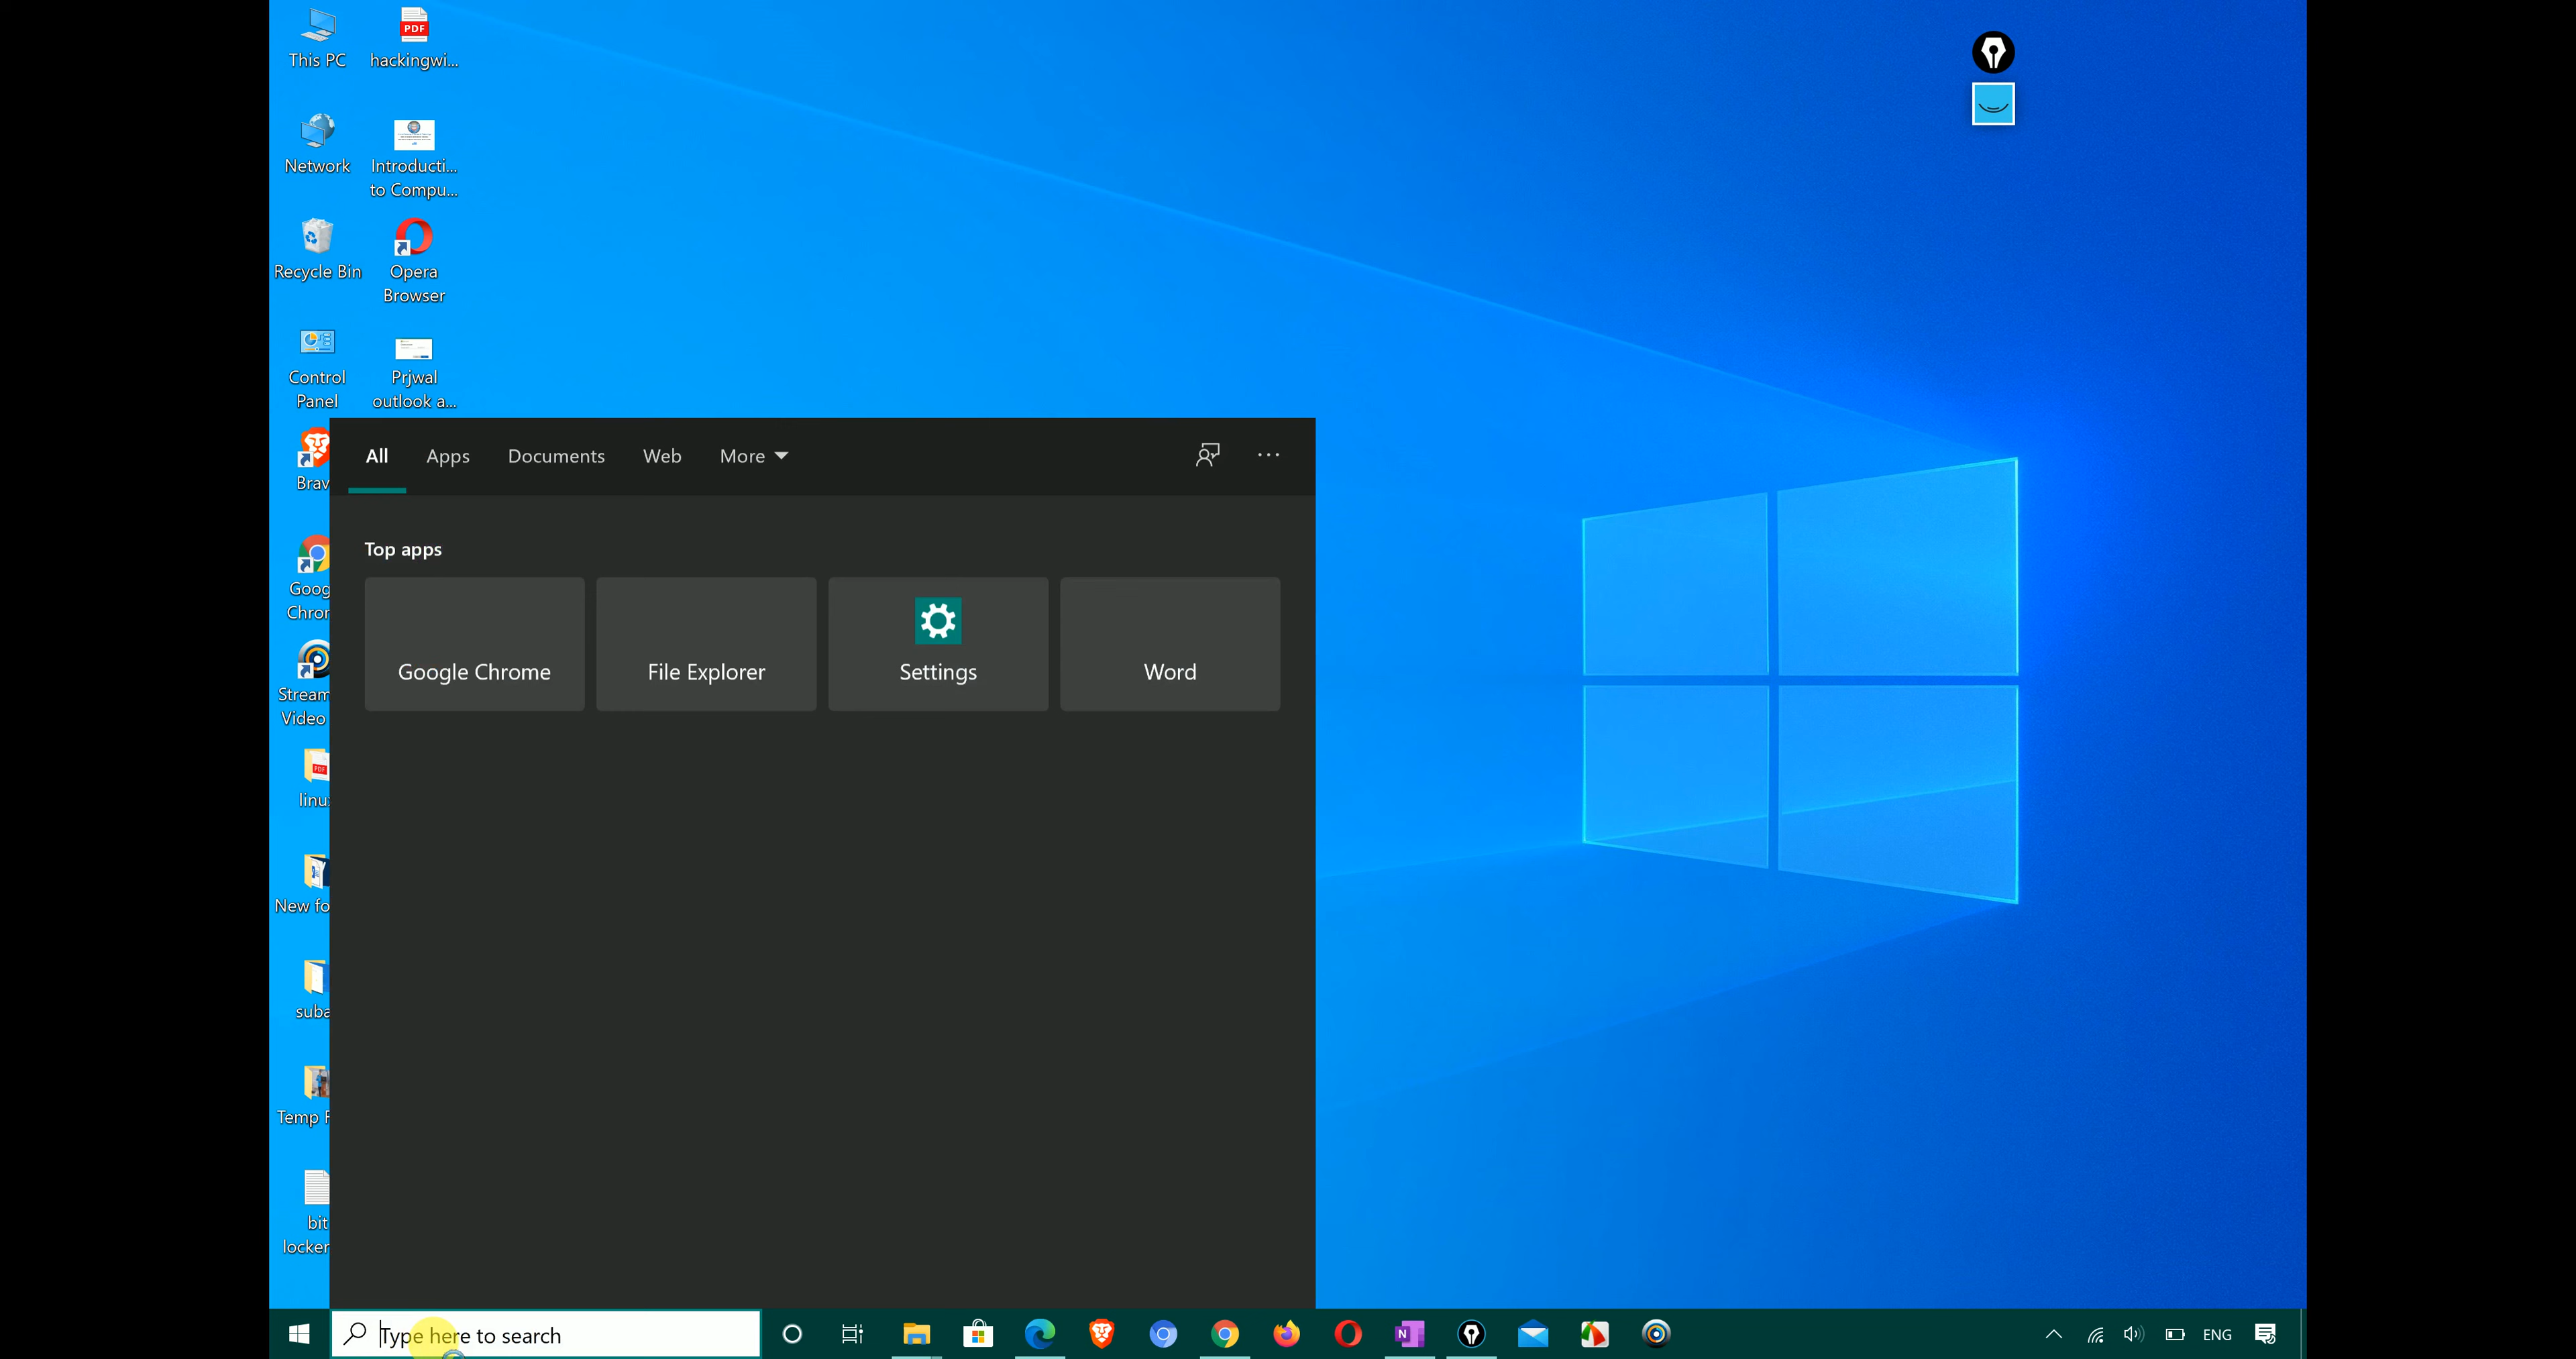 This PC
PDF
hackingwi...
Network
Introducti...
to Compu...
Recycle Bin
Opera
Browser
Control
Panel
Prjwal
outlook a...
Brav
Goog
Chror
Stream
Video
PDF
linu
New fo
suba
Temp F
bit
locker
All
Apps
Documents
Web
More
Top apps
Google Chrome
File Explorer
Settings
Word
Type here to search
N
ENG